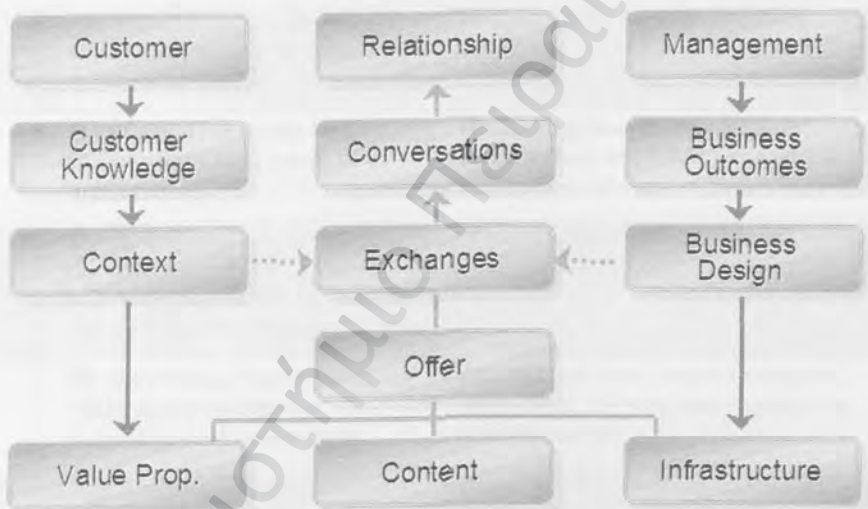 Customer
Relationship
Management
Customer
Knowledge
Conversations
Business
Outcomes
Context
Exchanges
Business
Design
Offer
Value Prop.
Content
Infrastructure